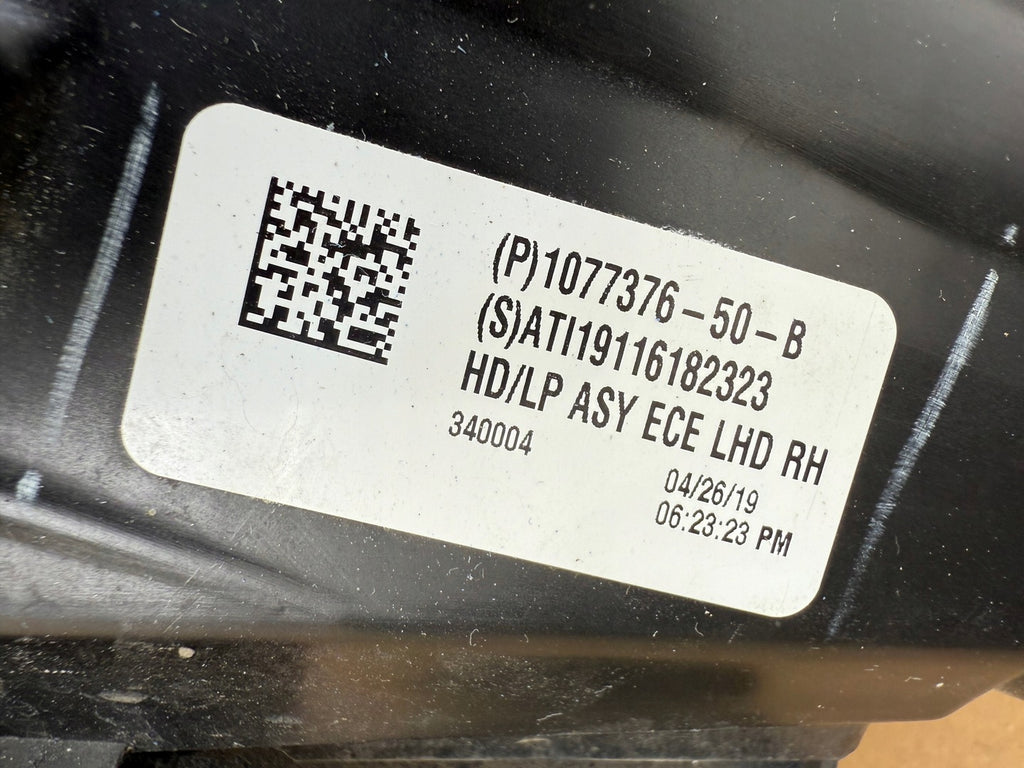 (P)1077376-50-B
(S)ATI19116182323
HD/LP ASY ECE LHD RH
340004
04/26/19
06:23:23 PM